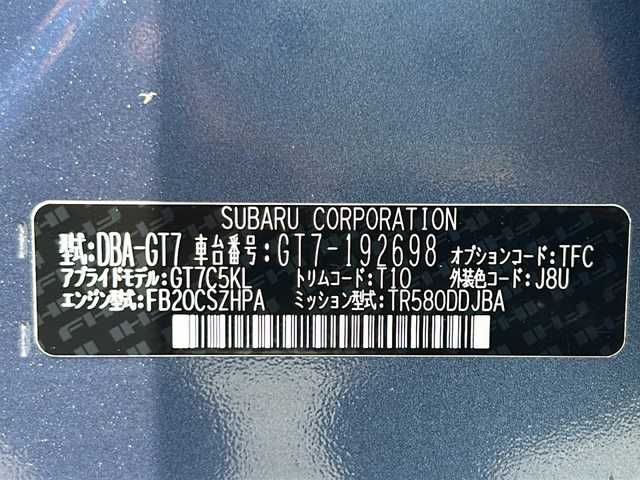 SUBARU CORPORATION
型式:DBA-GT7 車台番号:GT7-192698 オプションコード:TFC
アプライドモデル:GT7C5KL トリムコード:T10 外装色コード:J8U
エンジン型式:FB20CSZHPA ミッション型式:TR580DDJBA